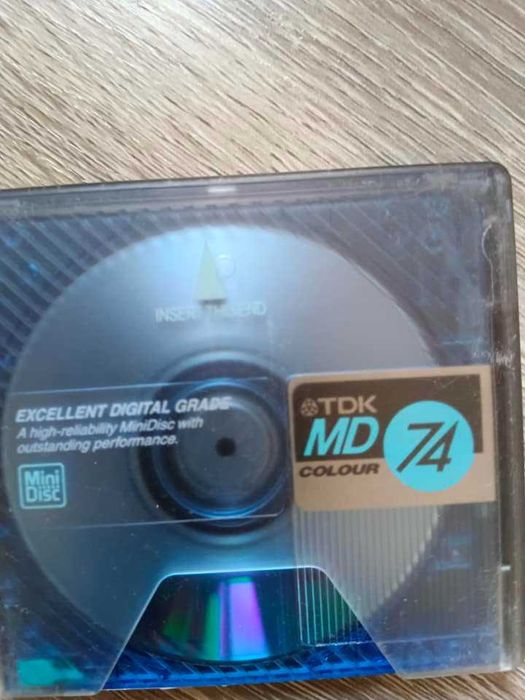 INSERT THIS END
EXCELLENT DIGITAL GRADE
A high-reliability MiniDisc with
outstanding performance.
Mini
Disc
TDK
MD 74
COLOUR